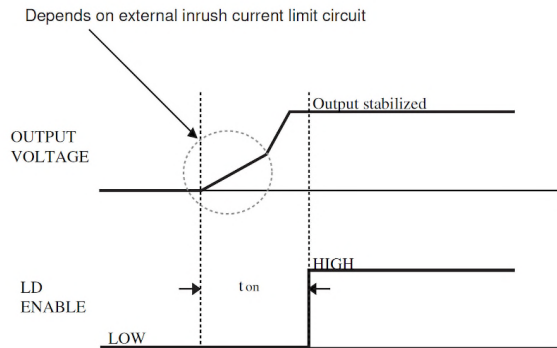 Depends on external inrush current limit circuit
Output stabilized
OUTPUT
VOLTAGE
HIGH
LD
ENABLE
t on
LOW